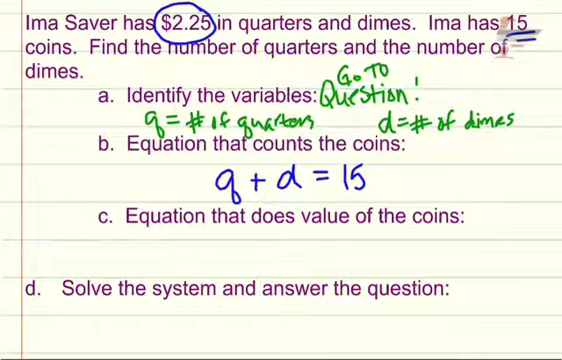 Ima Saver has $2.25 in quarters and dimes. Ima has 15
coins. Find the number of quarters and the number of
dimes.
Go To
a. Identify the variables: Question!
q = # of quarters d = # of dimes
b. Equation that counts the coins:
q + d = 15
c. Equation that does value of the coins:
d. Solve the system and answer the question: